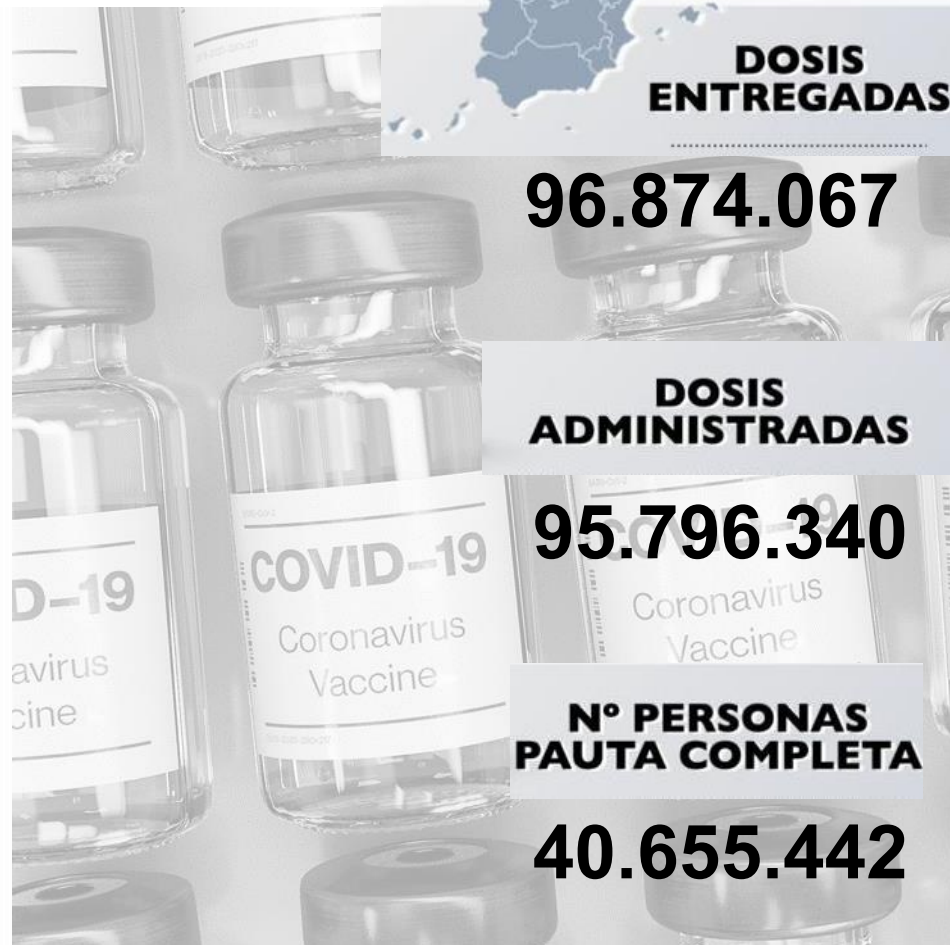 DOSIS
ENTREGADAS
96.874.067
DOSIS
ADMINISTRADAS
95.796.340
COVID-19
Coronavirus
Vaccine
D-19
avirus
cine
-19
Coronavirus
Vaccine
Nº PERSONAS
PAUTA COMPLETA
40.655.442